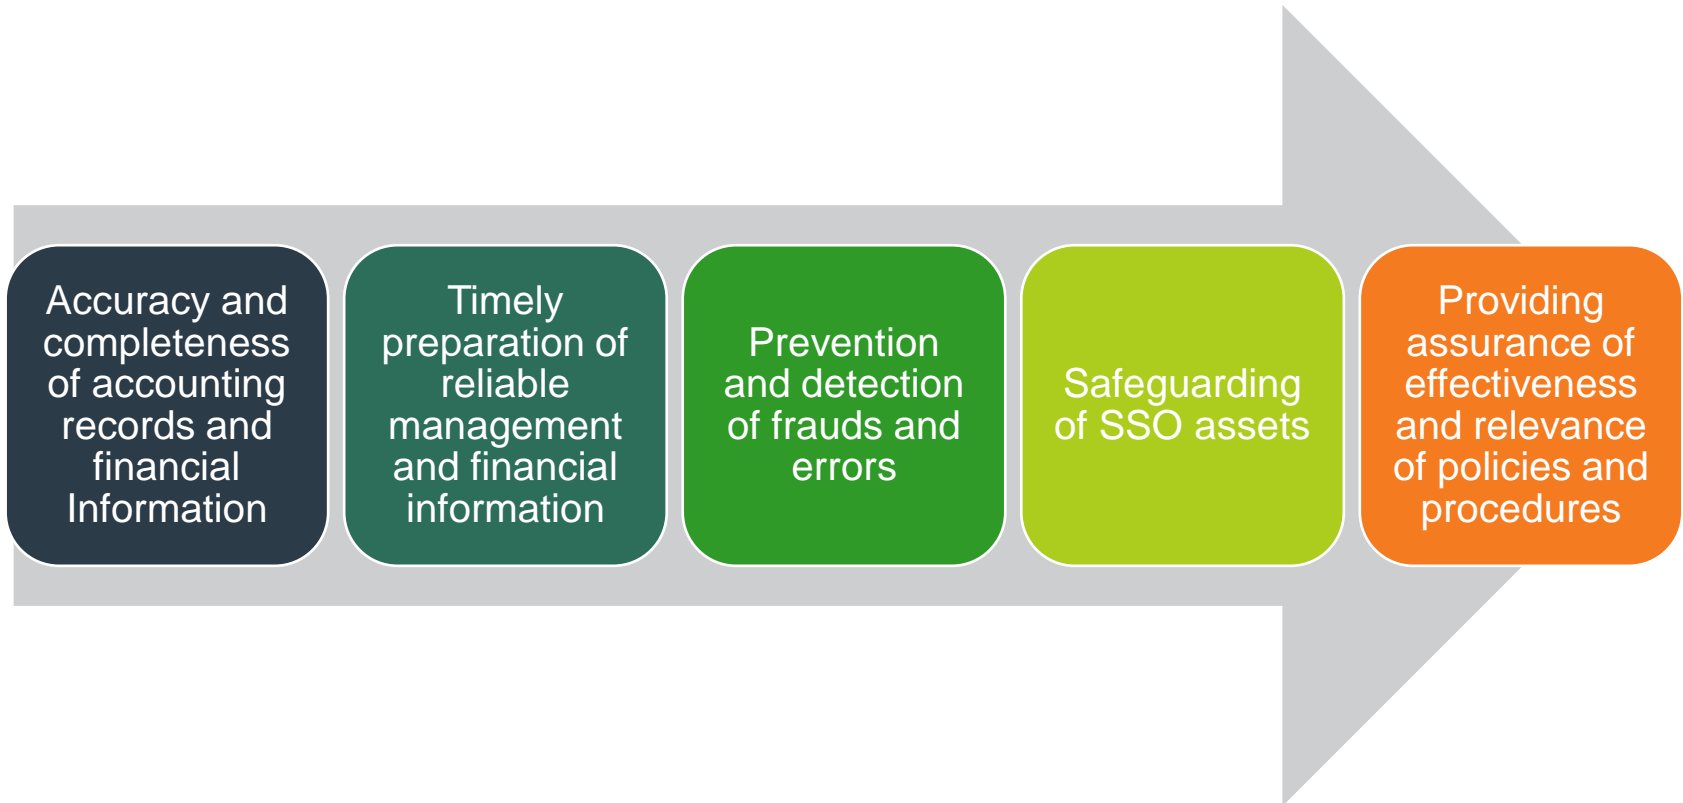 Accuracy and
completeness
of accounting
records and
financial
Information
Timely
preparation of
reliable
management
and financial
information
Prevention
and detection
of frauds and
errors
Safeguarding
of SSO assets
Providing
assurance of
effectiveness
and relevance
of policies and
procedures